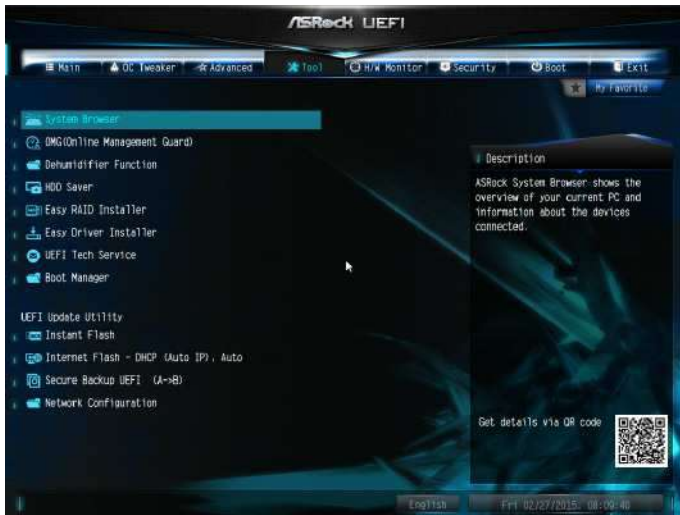 ASRock UEFI
Main OC Tweaker Advanced Tool H/W Monitor Security Boot Exit
My Favorite
System Browser
OMG(Online Management Guard)
Dehumidifier Function
HDD Saver
Easy RAID Installer
Easy Driver Installer
UEFI Tech Service
Boot Manager
UEFI Update Utility
Instant Flash
Internet Flash - DHCP (Auto IP), Auto
Secure Backup UEFI (A->B)
Network Configuration
Description
ASRock System Browser shows the
overview of your current PC and
information about the devices
connected.
Get details via QR code
English
Fri 02/27/2015, 08:09:40